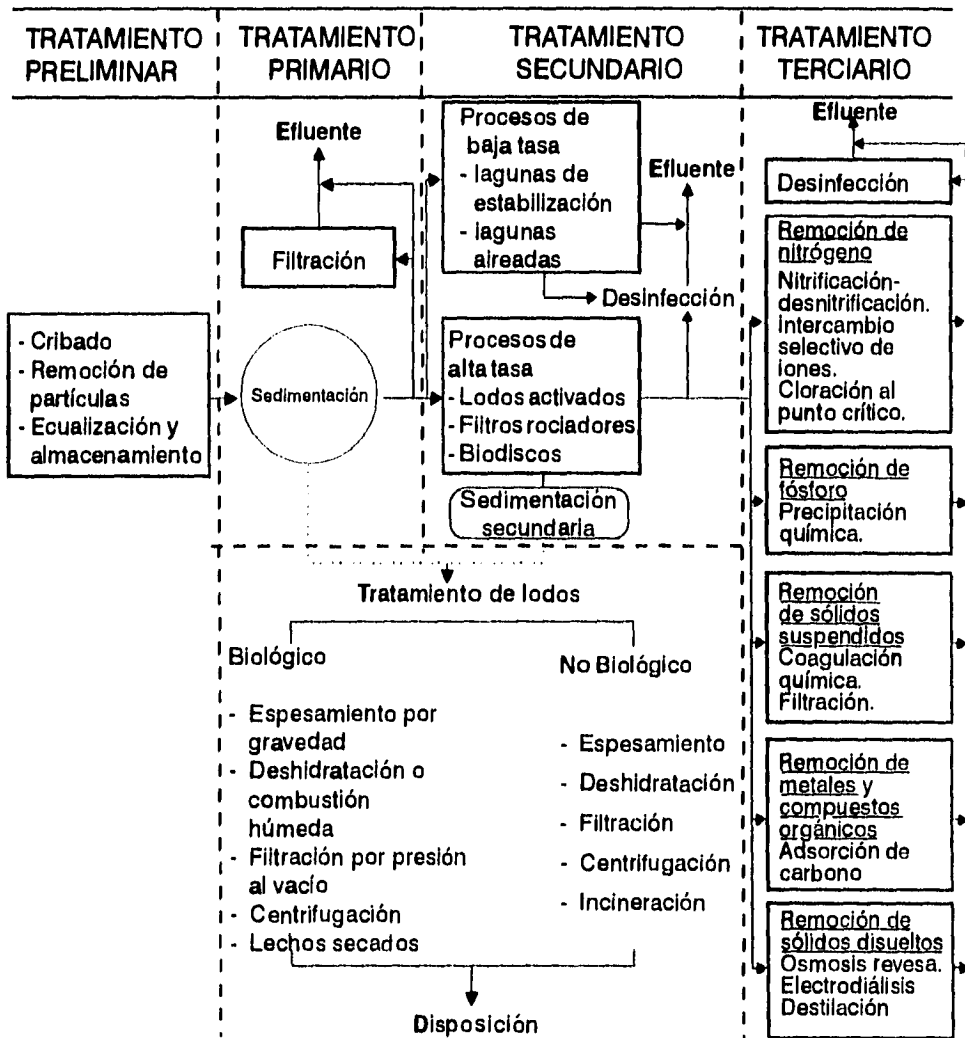 TRATAMIENTO
PRELIMINAR
TRATAMIENTO
PRIMARIO
TRATAMIENTO
SECUNDARIO
TRATAMIENTO
TERCIARIO
- Cribado
- Remoción de
partículas
- Ecualización y
almacenamiento
Efluente
Filtración
Sedimentación
Procesos de
baja tasa
- lagunas de
estabilización
- lagunas
aireadas
Efluente
Desinfección
Procesos de
alta tasa
- Lodos activados
- Filtros rociadores
- Biodiscos
Sedimentación
secundaria
Efluente
Desinfección
Remoción de
nitrógeno
Nitrificación-
desnitrificación.
Intercambio
selectivo de
iones.
Cloración al
punto crítico.
Remoción de
fósforo
Precipitación
química.
Remoción
de sólidos
suspendidos
Coagulación
química.
Filtración.
Remoción de
metales y
compuestos
orgánicos
Adsorción de
carbono
Remoción de
sólidos disueltos
Osmosis revesa.
Electrodiálisis
Destilación
Tratamiento de lodos
Biológico
- Espesamiento por
gravedad
- Deshidratación o
combustión
húmeda
- Filtración por presión
al vacío
- Centrifugación
- Lechos secados
No Biológico
- Espesamiento
- Deshidratación
- Filtración
- Centrifugación
- Incineración
Disposición